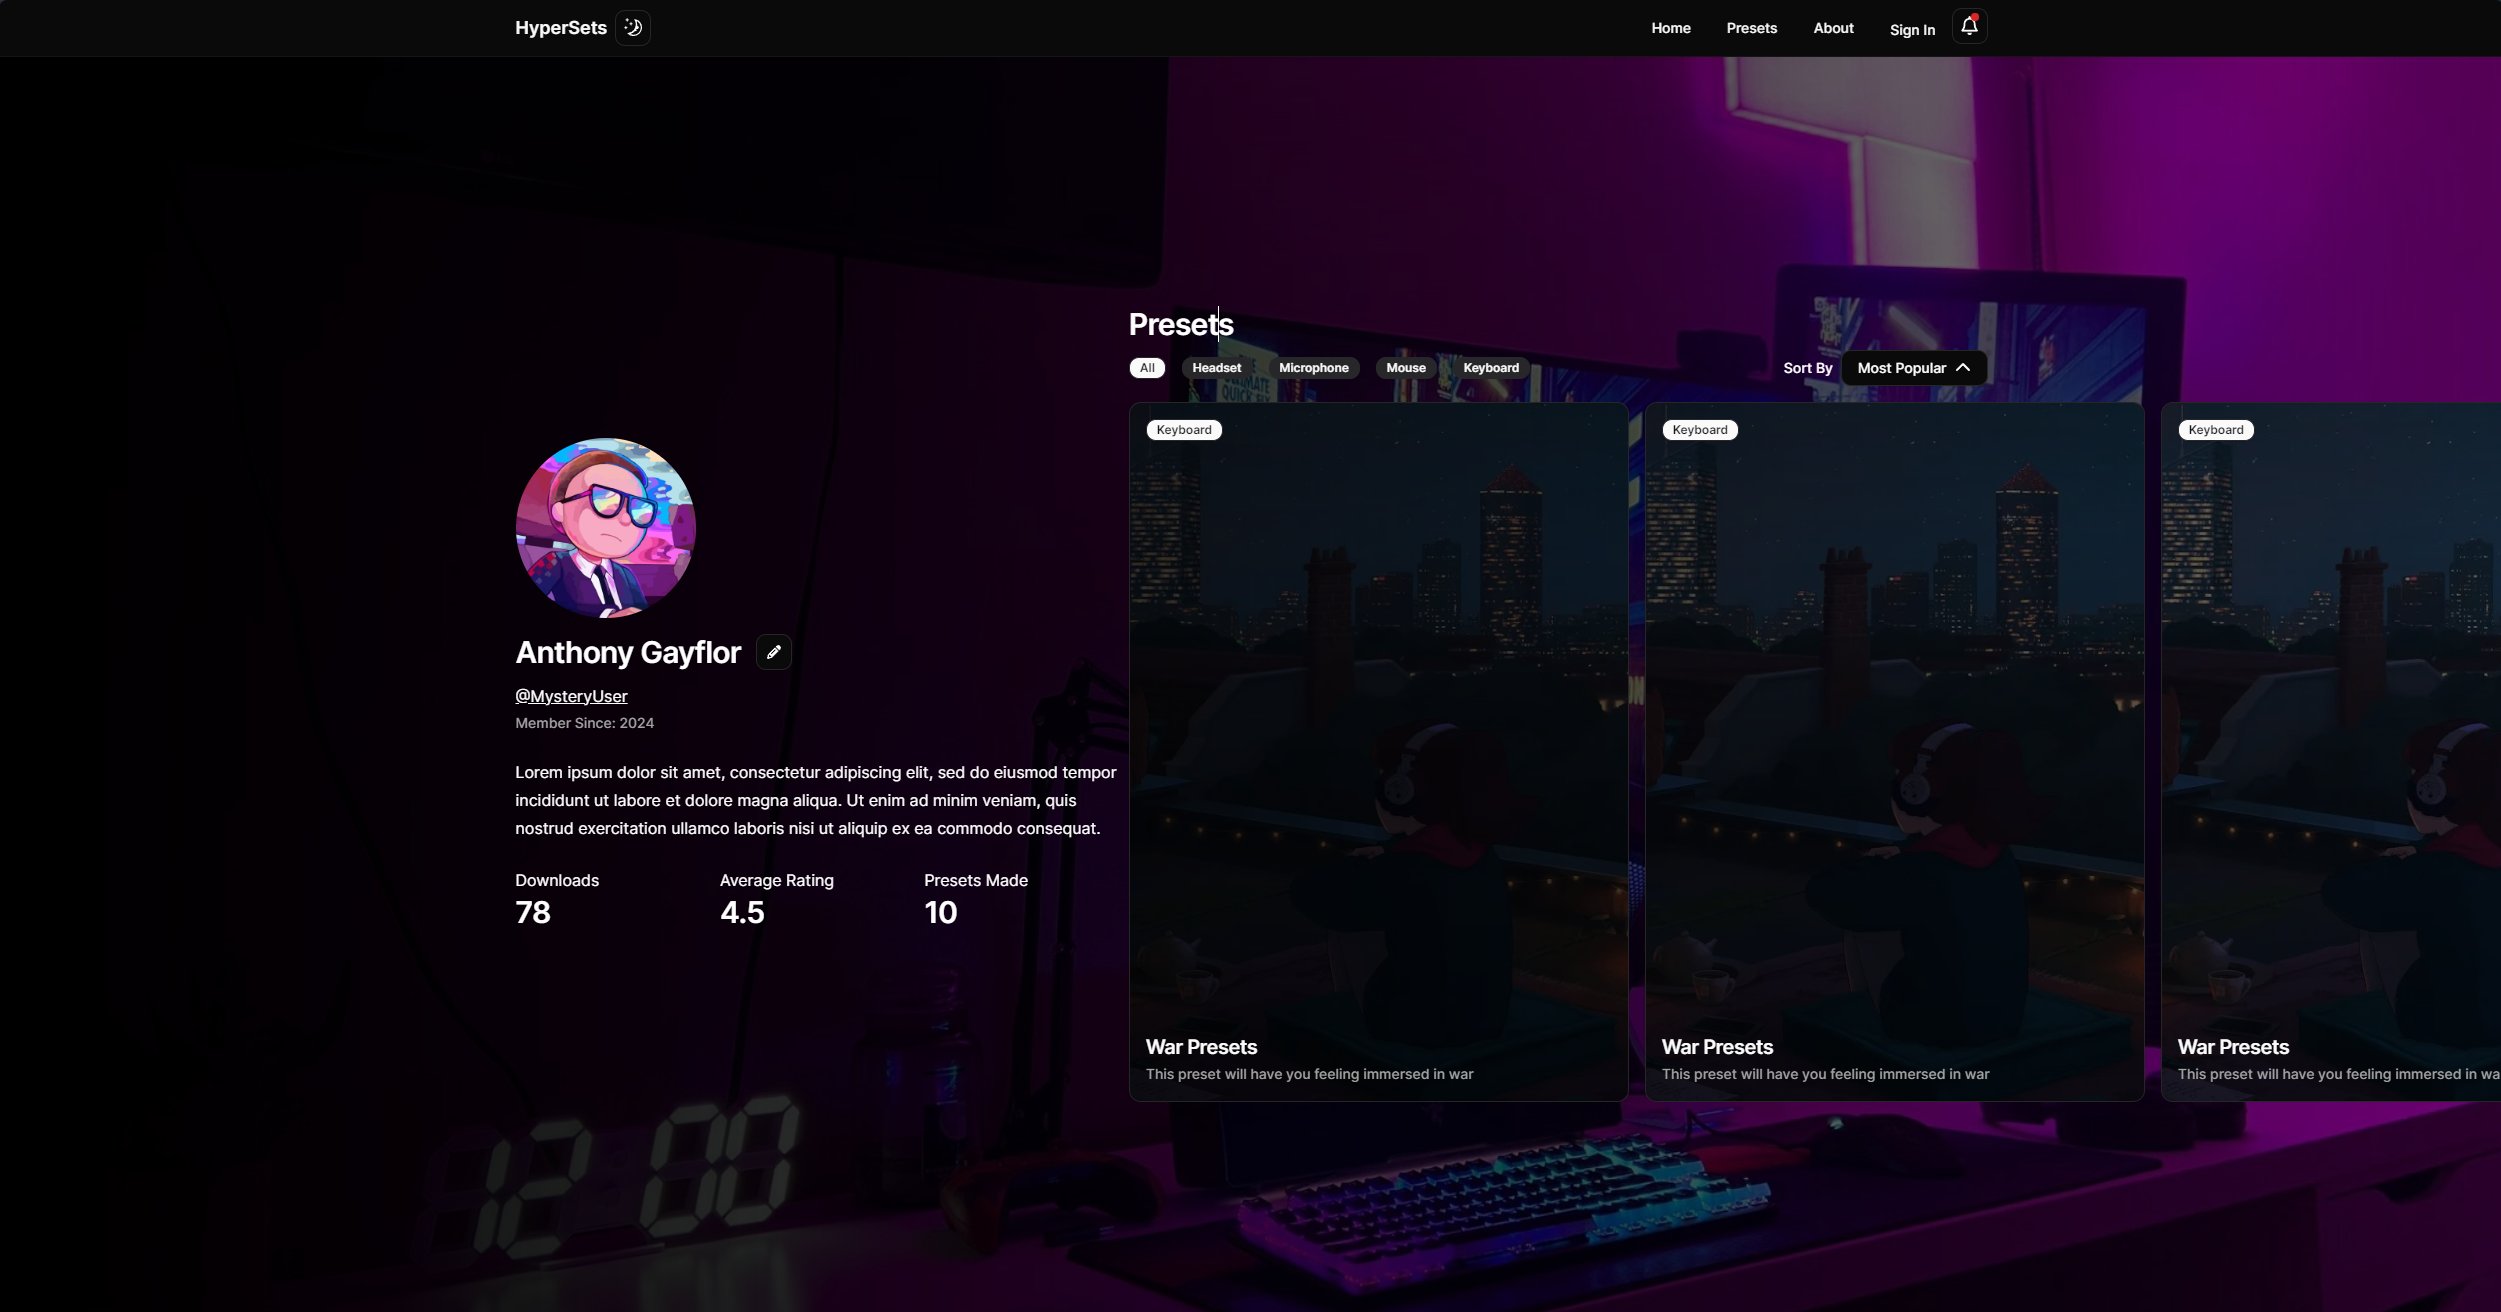 HyperSets
Home Presets About Sign In
Presets
All Headset Microphone Mouse Keyboard
Sort By Most Popular
Anthony Gayflor
@MysteryUser
Member Since: 2024
Lorem ipsum dolor sit amet, consectetur adipiscing elit, sed do eiusmod tempor
incididunt ut labore et dolore magna aliqua. Ut enim ad minim veniam, quis
nostrud exercitation ullamco laboris nisi ut aliquip ex ea commodo consequat.
Downloads Average Rating Presets Made
78 4.5 10
Keyboard
War Presets
This preset will have you feeling immersed in war
Keyboard
War Presets
This preset will have you feeling immersed in war
Keyboard
War Presets
This preset will have you feeling immersed in wa
12 00